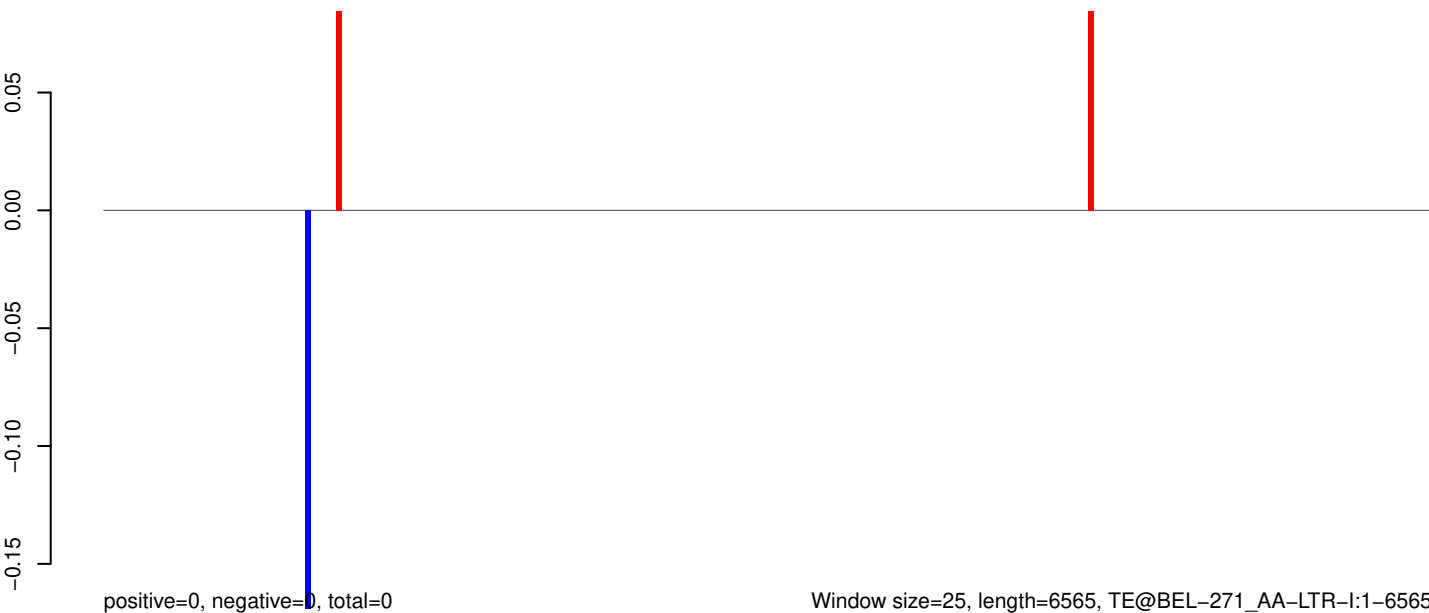 0.05
0.00
−0.05
−0.10
−0.15
positive=0, negative=0, total=0
Window size=25, length=6565, TE@BEL−271_AA−LTR−I:1−6565